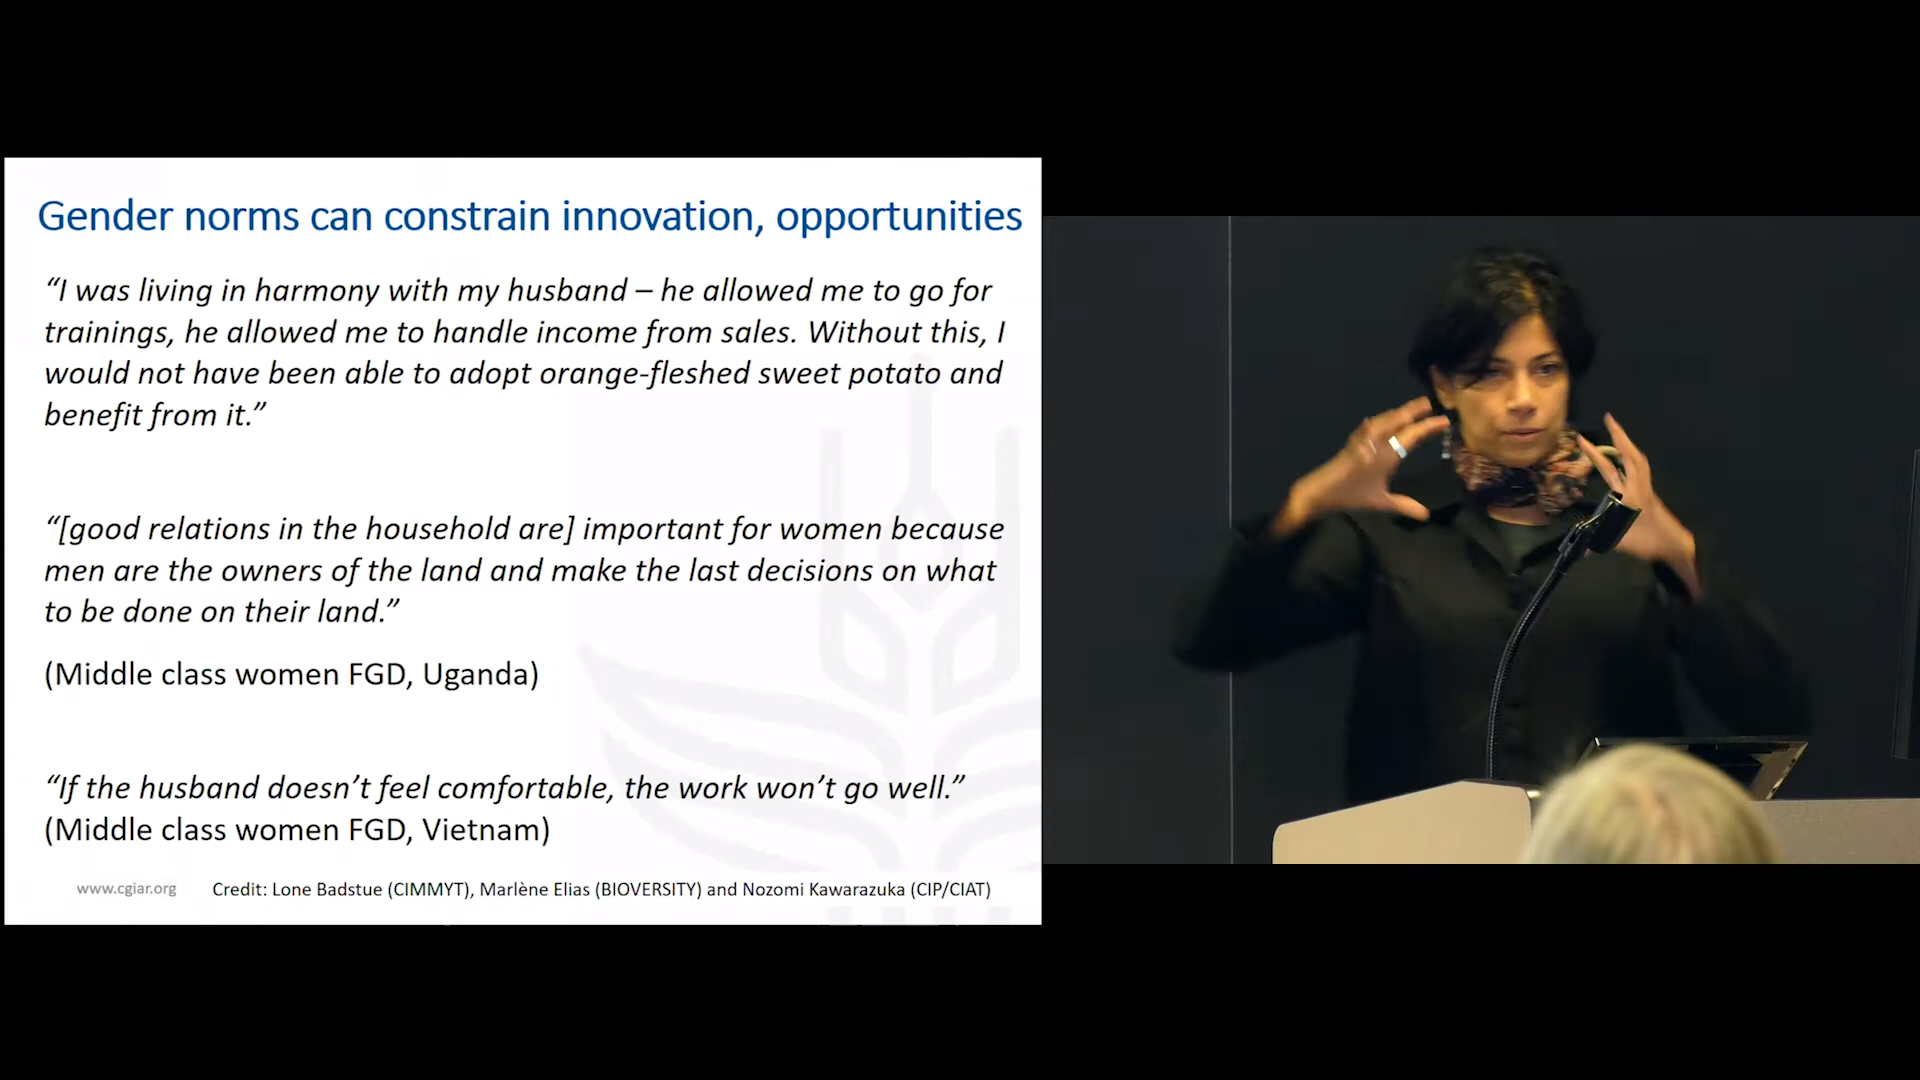 Gender norms can constrain innovation, opportunities
“I was living in harmony with my husband – he allowed me to go for
trainings, he allowed me to handle income from sales. Without this, I
would not have been able to adopt orange-fleshed sweet potato and
benefit from it.”
“[good relations in the household are] important for women because
men are the owners of the land and make the last decisions on what
to be done on their land.”
(Middle class women FGD, Uganda)
“If the husband doesn’t feel comfortable, the work won’t go well.”
(Middle class women FGD, Vietnam)
www.cgiar.org
Credit: Lone Badstue (CIMMYT), Marlène Elias (BIOVERSITY) and Nozomi Kawarazuka (CIP/CIAT)